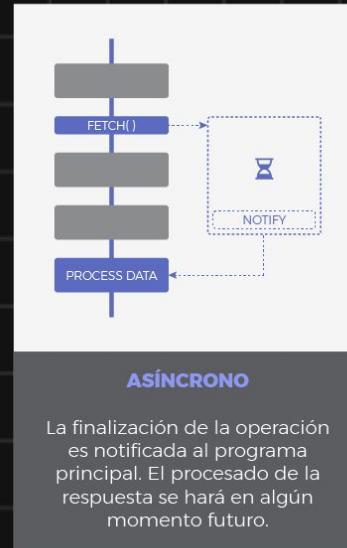 FETCH( )
NOTIFY
PROCESS DATA
ASÍNCRONO
La finalización de la operación
es notificada al programa
principal. El procesado de la
respuesta se hará en algún
momento futuro.